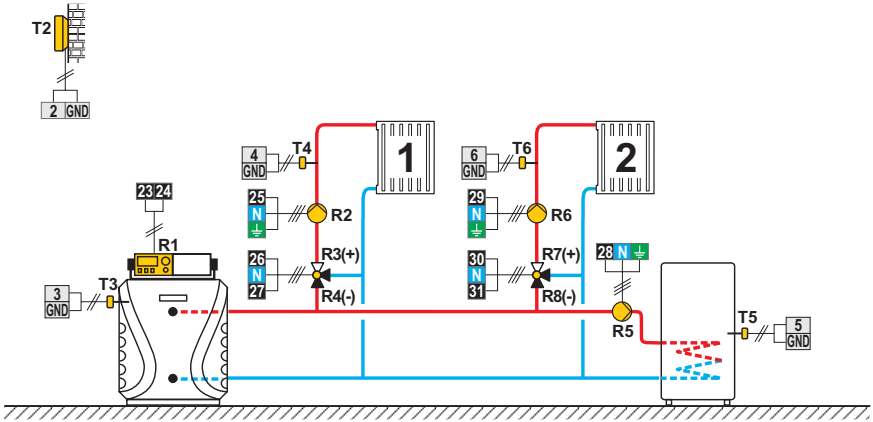 T2
2 GND
4
GND
T4
1
6
GND
T6
2
23 24
25
N
R2
29
N
R6
R1
26
N
27
R3(+)
R4(-)
30
N
31
R7(+)
R8(-)
28 N
3
GND
T3
R5
T5
5
GND